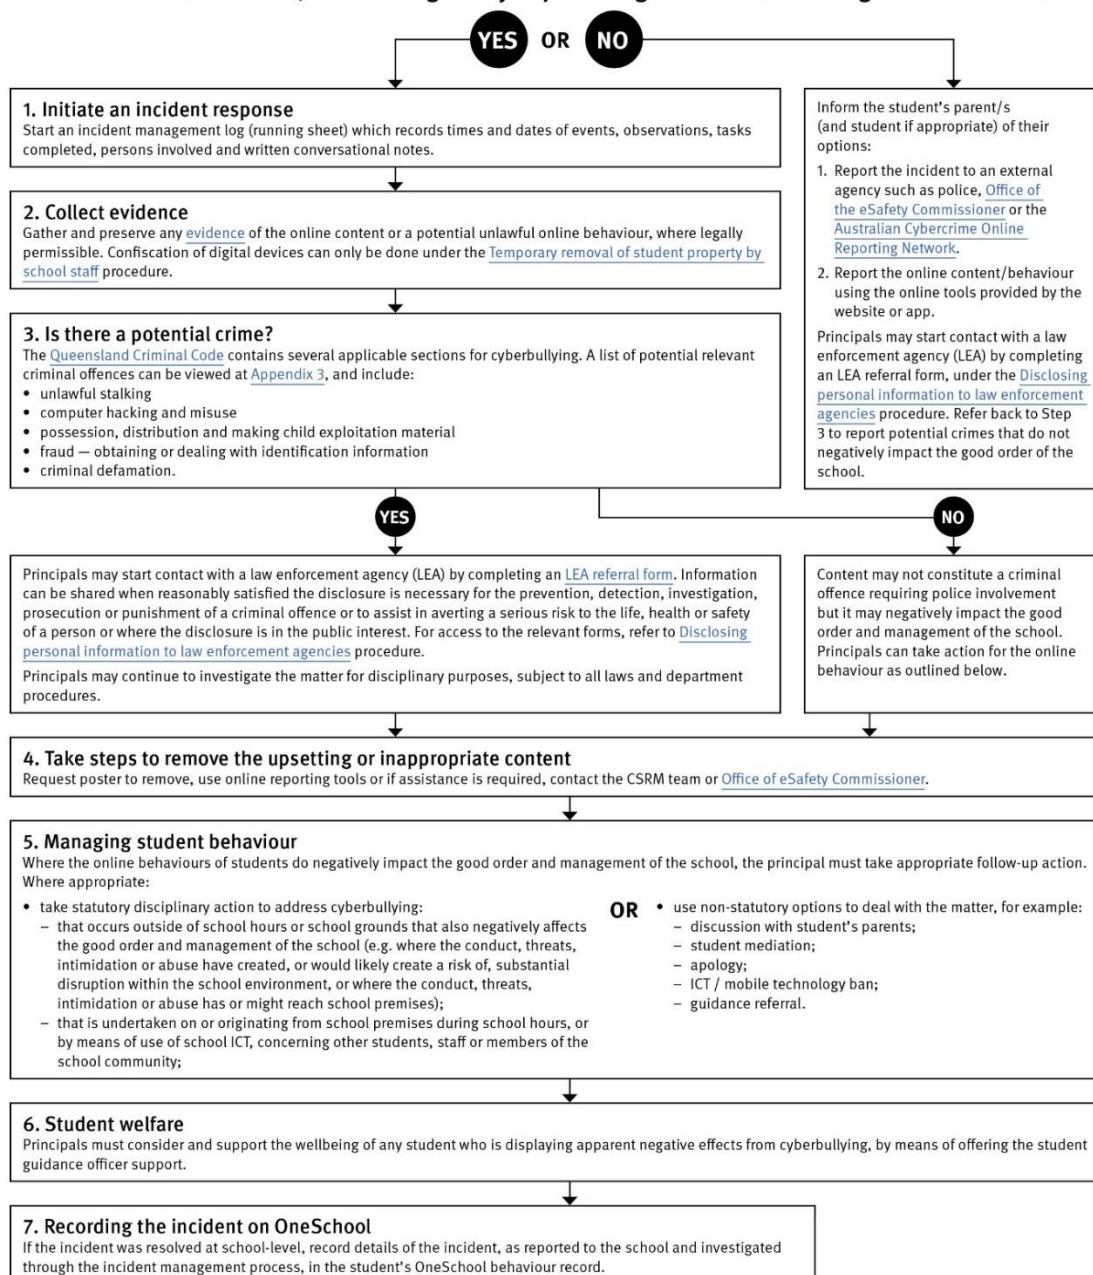 YES OR NO
1. Initiate an incident response
Start an incident management log (running sheet) which records times and dates of events, observations, tasks
completed, persons involved and written conversational notes.
2. Collect evidence
Gather and preserve any evidence of the online content or a potential unlawful online behaviour, where legally
permissible. Confiscation of digital devices can only be done under the Temporary removal of student property by
school staff procedure.
3. Is there a potential crime?
The Queensland Criminal Code contains several applicable sections for cyberbullying. A list of potential relevant
criminal offences can be viewed at Appendix 3, and include:
• unlawful stalking
• computer hacking and misuse
• possession, distribution and making child exploitation material
• fraud — obtaining or dealing with identification information
• criminal defamation.
Inform the student's parent/s
(and student if appropriate) of their
options:
1. Report the incident to an external
agency such as police, Office of
the eSafety Commissioner or the
Australian Cybercrime Online
Reporting Network.
2. Report the online content/behaviour
using the online tools provided by the
website or app.
Principals may start contact with a law
enforcement agency (LEA) by completing
an LEA referral form, under the Disclosing
personal information to law enforcement
agencies procedure. Refer back to Step
3 to report potential crimes that do not
negatively impact the good order of the
school.
YES
NO
Principals may start contact with a law enforcement agency (LEA) by completing an LEA referral form. Information
can be shared when reasonably satisfied the disclosure is necessary for the prevention, detection, investigation,
prosecution or punishment of a criminal offence or to assist in averting a serious risk to the life, health or safety
of a person or where the disclosure is in the public interest. For access to the relevant forms, refer to Disclosing
personal information to law enforcement agencies procedure.
Principals may continue to investigate the matter for disciplinary purposes, subject to all laws and department
procedures.
Content may not constitute a criminal
offence requiring police involvement
but it may negatively impact the good
order and management of the school.
Principals can take action for the online
behaviour as outlined below.
4. Take steps to remove the upsetting or inappropriate content
Request poster to remove, use online reporting tools or if assistance is required, contact the CSRM team or Office of eSafety Commissioner.
5. Managing student behaviour
Where the online behaviours of students do negatively impact the good order and management of the school, the principal must take appropriate follow-up action.
Where appropriate:
• take statutory disciplinary action to address cyberbullying:
– that occurs outside of school hours or school grounds that also negatively affects
the good order and management of the school (e.g. where the conduct, threats,
intimidation or abuse have created, or would likely create a risk of, substantial
disruption within the school environment, or where the conduct, threats,
intimidation or abuse has or might reach school premises);
– that is undertaken on or originating from school premises during school hours, or
by means of use of school ICT, concerning other students, staff or members of the
school community;
OR
• use non-statutory options to deal with the matter, for example:
– discussion with student's parents;
– student mediation;
– apology;
– ICT / mobile technology ban;
– guidance referral.
6. Student welfare
Principals must consider and support the wellbeing of any student who is displaying apparent negative effects from cyberbullying, by means of offering the student
guidance officer support.
7. Recording the incident on OneSchool
If the incident was resolved at school-level, record details of the incident, as reported to the school and investigated
through the incident management process, in the student's OneSchool behaviour record.